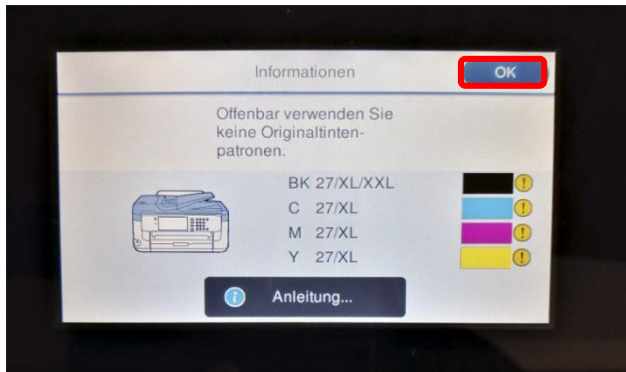 Informationen
OK
Offenbar verwenden Sie
keine Originaltinten-
patronen.
BK 27/XL/XXL
C 27/XL
M 27/XL
Y 27/XL
Anleitung...